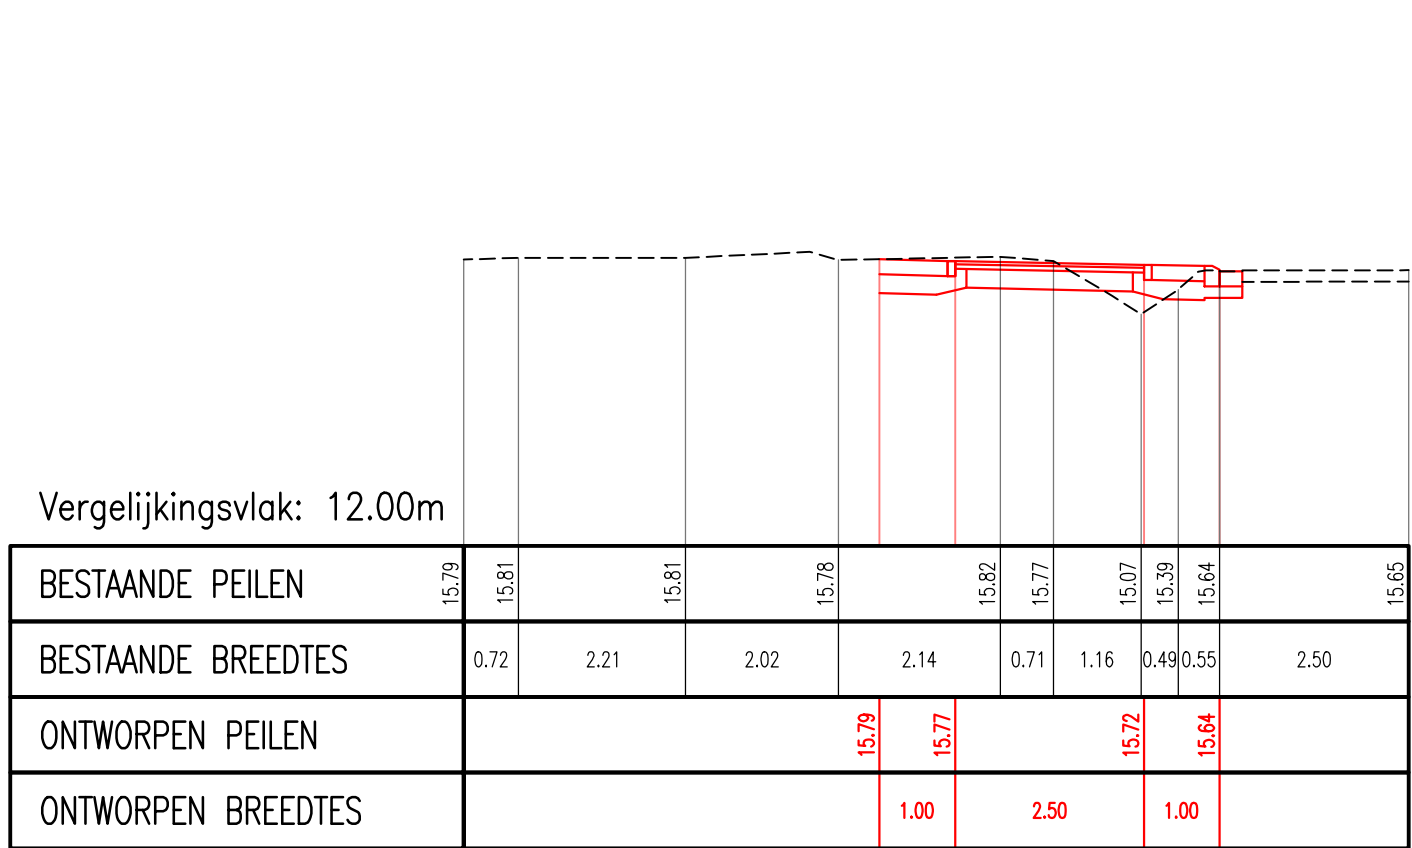 Vergelijkingsvlak: 12.00m
BESTAANDE PEILEN 15.79 15.81 15.81 15.78 15.82 15.77 15.07 15.39 15.64 15.65
BESTAANDE BREEDTES 0.72 2.21 2.02 2.14 0.71 1.16 0.49 0.55 2.50
ONTWORPEN PEILEN 15.79 15.77 15.72 15.64
ONTWORPEN BREEDTES 1.00 2.50 1.00